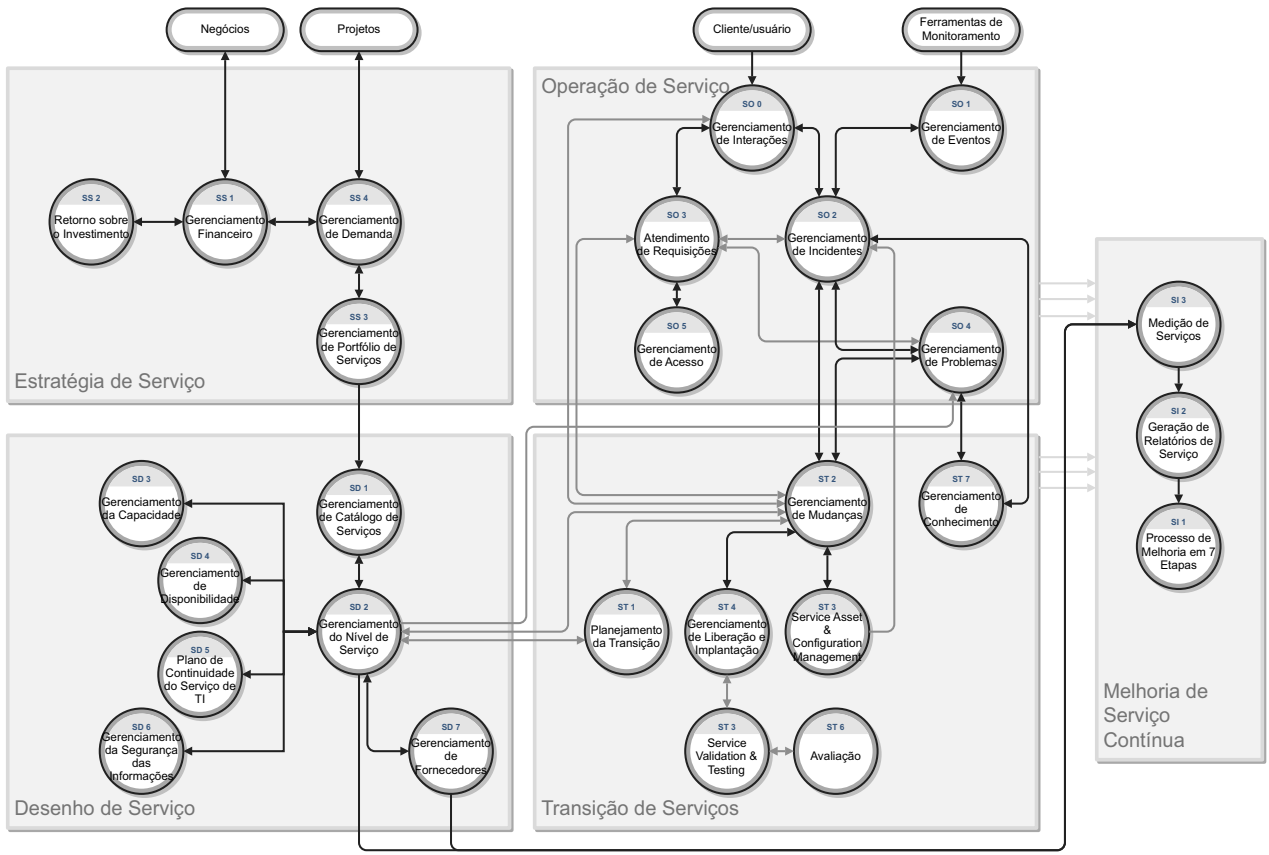 Negócios
Projetos
Cliente/usuário
Ferramentas de
Monitoramento
Estratégia de Serviço
SS 2
Retorno sobre
o Investimento
SS 1
Gerenciamento
Financeiro
SS 4
Gerenciamento
de Demanda
SS 3
Gerenciamento
de Portfólio de
Serviços
Operação de Serviço
SO 0
Gerenciamento
de Interações
SO 1
Gerenciamento
de Eventos
SO 3
Atendimento
de Requisições
SO 2
Gerenciamento
de Incidentes
SO 5
Gerenciamento
de Acesso
SO 4
Gerenciamento
de Problemas
Desenho de Serviço
SD 3
Gerenciamento
da Capacidade
SD 1
Gerenciamento
de Catálogo de
Serviços
SD 4
Gerenciamento
de
Disponibilidade
SD 2
Gerenciamento
do Nível de
Serviço
SD 5
Plano de
Continuidade
do Serviço de
TI
SD 6
Gerenciamento
da Segurança
das
Informações
SD 7
Gerenciamento
de
Fornecedores
Transição de Serviços
ST 2
Gerenciamento
de Mudanças
ST 7
Gerenciamento
de
Conhecimento
ST 1
Planejamento
da Transição
ST 4
Gerenciamento
de Liberação e
Implantação
ST 3
Service Asset
&
Configuration
Management
ST 3
Service
Validation &
Testing
ST 6
Avaliação
SI 3
Medição de
Serviços
SI 2
Geração de
Relatórios de
Serviço
SI 1
Processo de
Melhoria em 7
Etapas
Melhoria de
Serviço
Contínua